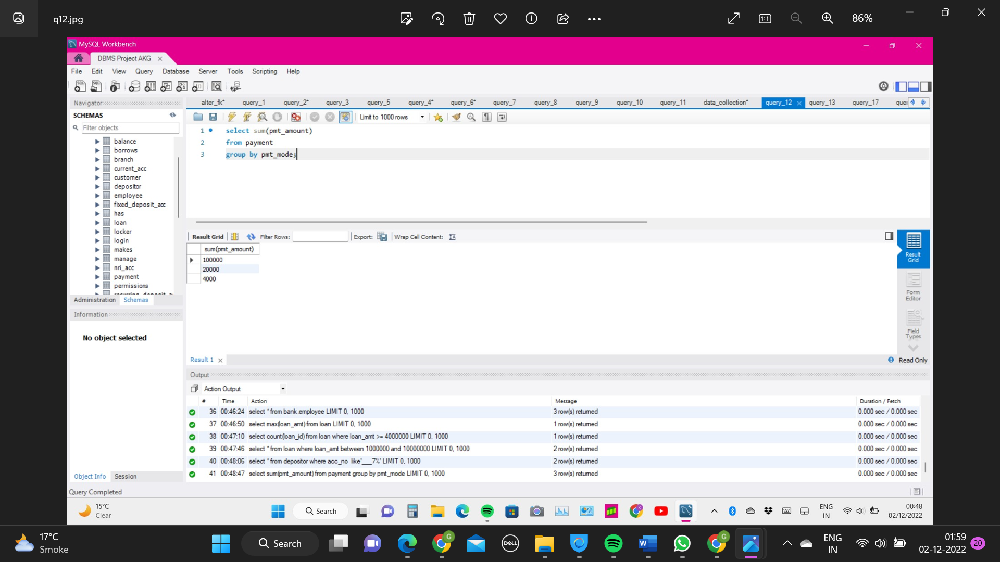 q12.jpg
86%
MySQL Workbench
DBMS Project AKG
File Edit View Query Database Server Tools Scripting Help
Navigator
alter_fk* query_1 query_2* query_3 query_5 query_4* query_6* query_7 query_8 query_9 query_10 query_11 data_collection* query_12 query_13 query_17
SCHEMAS
Limit to 1000 rows
Filter objects
1 select sum(pmt_amount)
2 from payment
3 group by pmt_mode;
balance
borrows
branch
current_acc
customer
depositor
employee
fixed_deposit_acc
has
loan
locker
login
makes
manage
nri_acc
payment
permissions
Administration Schemas
Information
No object selected
Object Info Session
Result Grid Filter Rows: Export: Wrap Cell Content:
sum(pmt_amount)
100000
20000
4000
Result Grid
Form Editor
Field Types
Result 1
Read Only
Output
Action Output
# Time Action Message Duration / Fetch
36 00:46:24 select * from bank.employee LIMIT 0, 1000 3 row(s) returned 0.000 sec / 0.000 sec
37 00:46:50 select max(loan_amt) from loan LIMIT 0, 1000 1 row(s) returned 0.000 sec / 0.000 sec
38 00:47:10 select count(loan_id) from loan where loan_amt >= 4000000 LIMIT 0, 1000 1 row(s) returned 0.000 sec / 0.000 sec
39 00:47:46 select * from loan where loan_amt between 1000000 and 10000000 LIMIT 0, 1000 2 row(s) returned 0.000 sec / 0.000 sec
40 00:48:06 select * from depositor where acc_no like'___7%' LIMIT 0, 1000 2 row(s) returned 0.000 sec / 0.000 sec
41 00:48:47 select sum(pmt_amount) from payment group by pmt_mode LIMIT 0, 1000 3 row(s) returned 0.000 sec / 0.000 sec
Query Completed
15°C
Clear
Search
ENG
IN
00:48
02/12/2022
17°C
Smoke
Search
DELL
ENG
IN
01:59
02-12-2022
20